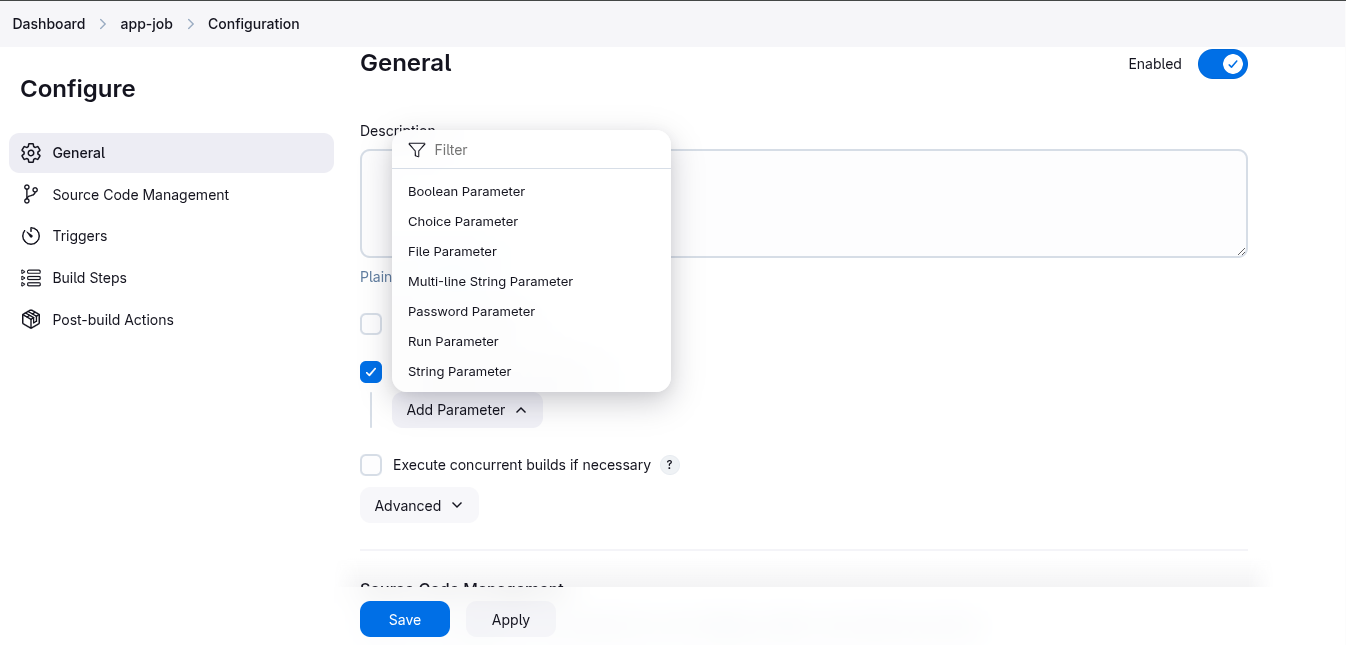 Dashboard > app-job > Configuration
Configure
General
Source Code Management
Triggers
Build Steps
Post-build Actions
General
Enabled
Description
Filter
Boolean Parameter
Choice Parameter
File Parameter
Multi-line String Parameter
Password Parameter
Run Parameter
String Parameter
Plain
Add Parameter
Execute concurrent builds if necessary ?
Advanced
Source Code Management
Save
Apply